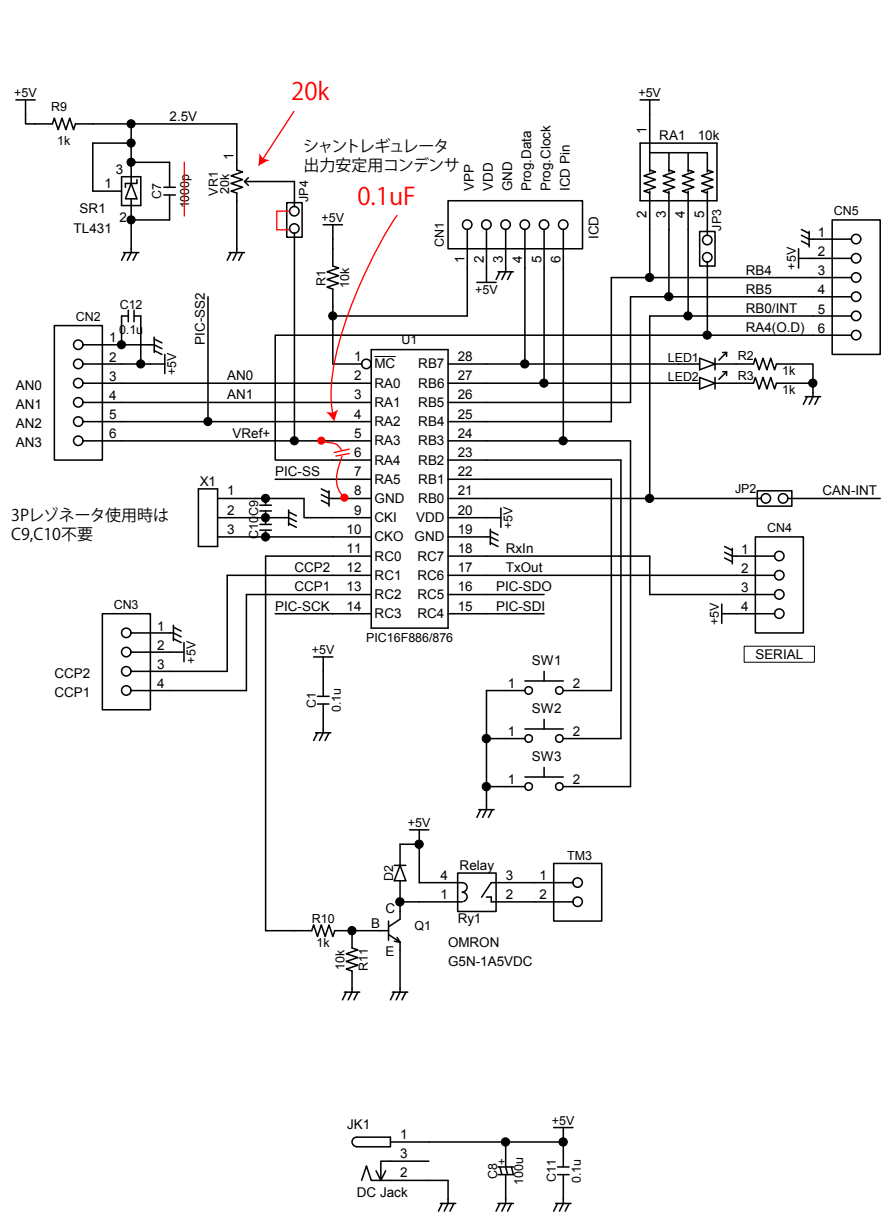 20k
+5V
R9
1k
2.5V
シャントレギュレータ
出力安定用コンデンサ
0.1uF
3
1
2
SR1
TL431
C7
1000p
VR1
20k
1
JP4
+5V
R1
10k
VPP
VDD
GND
Prog.Data
Prog.Clock
ICD Pin
CN1
ICD
1
2
3
4
5
6
+5V
+5V
1
RA1 10k
2
3
4
5
JP3
CN5
1
+5V
2
RB4 3
RB5 4
RB0/INT 5
RA4(O.D) 6
CN2
C12
0.1u
PIC-SS2
1
2
+5V
AN0 3 AN0
AN1 4 AN1
AN2 5
AN3 6 VRef+
U1
1 MC RB7 28
2 RA0 RB6 27
3 RA1 RB5 26
4 RA2 RB4 25
5 RA3 RB3 24
6 RA4 RB2 23
PIC-SS 7 RA5 RB1 22
8 GND RB0 21
9 CKI VDD 20 +5V
10 CKO GND 19
11 RC0 RC7 18 RxIn
CCP2 12 RC1 RC6 17 TxOut
CCP1 13 RC2 RC5 16 PIC-SDO
PIC-SCK 14 RC3 RC4 15 PIC-SDI
PIC16F886/876
LED1 R2
1k
LED2 R3
1k
JP2 CAN-INT
X1
1
2
3
C9
C10
3Pレゾネータ使用時は
C9,C10不要
CN4
1
2
3
+5V 4
SERIAL
CN3
1
2 +5V
CCP2 3
CCP1 4
+5V
C1
0.1u
SW1
1 2
SW2
1 2
SW3
1 2
+5V
D2
Relay
4 3
1 2
Ry1
OMRON
G5N-1A5VDC
TM3
1
2
R10
1k
10k
R11
B
C
E
Q1
JK1
1
3
2
DC Jack
C8
+
100u
+5V
C11
0.1u